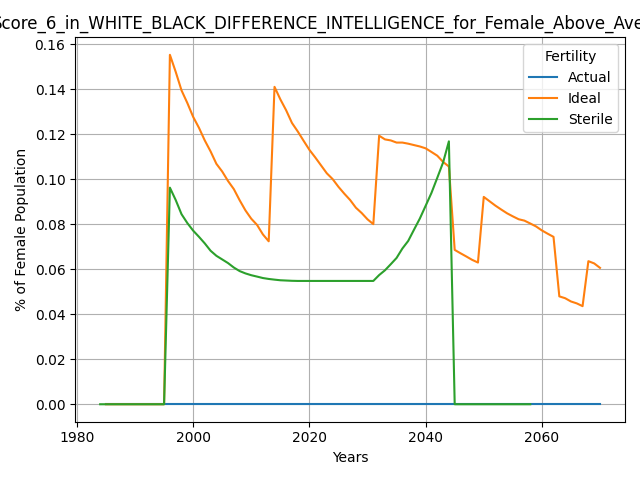 Score_6_in_WHITE_BLACK_DIFFERENCE_INTELLIGENCE_for_Female_Above_Ave
Fertility
Actual
Ideal
Sterile
% of Female Population
0.16
0.14
0.12
0.10
0.08
0.06
0.04
0.02
0.00
1980 2000 2020 2040 2060
Years